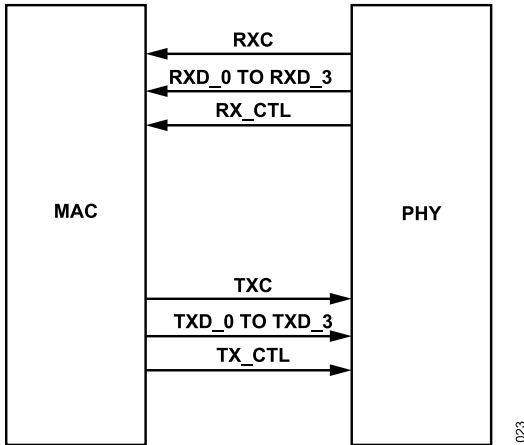 RXC
RXD_0 TO RXD_3
RX_CTL
MAC
PHY
TXC
TXD_0 TO TXD_3
TX_CTL
023